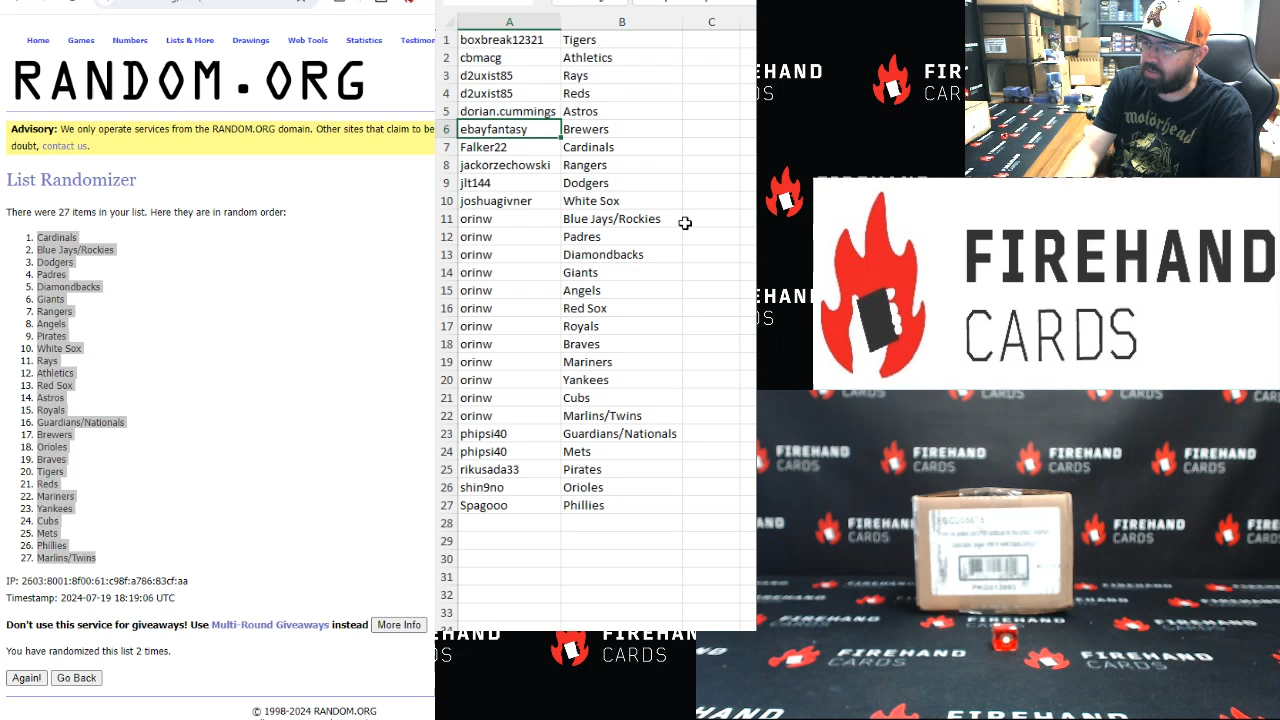 Home Games Numbers Lists & More Drawings Web Tools Statistics Testimor
RANDOM.ORG
Advisory: We only operate services from the RANDOM.ORG domain. Other sites that claim to be
doubt, contact us.
List Randomizer
There were 27 items in your list. Here they are in random order:
1. Cardinals
2. Blue Jays/Rockies
3. Dodgers
4. Padres
5. Diamondbacks
6. Giants
7. Rangers
8. Angels
9. Pirates
10. White Sox
11. Rays
12. Athletics
13. Red Sox
14. Astros
15. Royals
16. Guardians/Nationals
17. Brewers
18. Orioles
19. Braves
20. Tigers
21. Reds
22. Mariners
23. Yankees
24. Cubs
25. Mets
26. Phillies
27. Marlins/Twins
IP: 2603:8001:8f00:61:c98f:a786:83cf:aa
Timestamp: 2024-07-19 18:19:06 UTC
Don't use this service for giveaways! Use Multi-Round Giveaways instead More Info
You have randomized this list 2 times.
Again! Go Back
© 1998-2024 RANDOM.ORG
A B C
1 boxbreak12321 Tigers
2 cbmacg Athletics
3 d2uxist85 Rays
4 d2uxist85 Reds
5 dorian.cummings Astros
6 ebayfantasy Brewers
7 Falker22 Cardinals
8 jackorzechowski Rangers
9 jlt144 Dodgers
10 joshuagivner White Sox
11 orinw Blue Jays/Rockies
12 orinw Padres
13 orinw Diamondbacks
14 orinw Giants
15 orinw Angels
16 orinw Red Sox
17 orinw Royals
18 orinw Braves
19 orinw Mariners
20 orinw Yankees
21 orinw Cubs
22 orinw Marlins/Twins
23 phipsi40 Guardians/Nationals
24 phipsi40 Mets
25 rikusada33 Pirates
26 shin9no Orioles
27 Spagooo Phillies
28
29
30
31
32
33
EHAND
FIR
CARD
MOTÖRHEAD
FIREHAND
CARDS
FIREHAND
CARDS
FIREHAND
CARDS
FIREHAND
CARDS
PKG012993